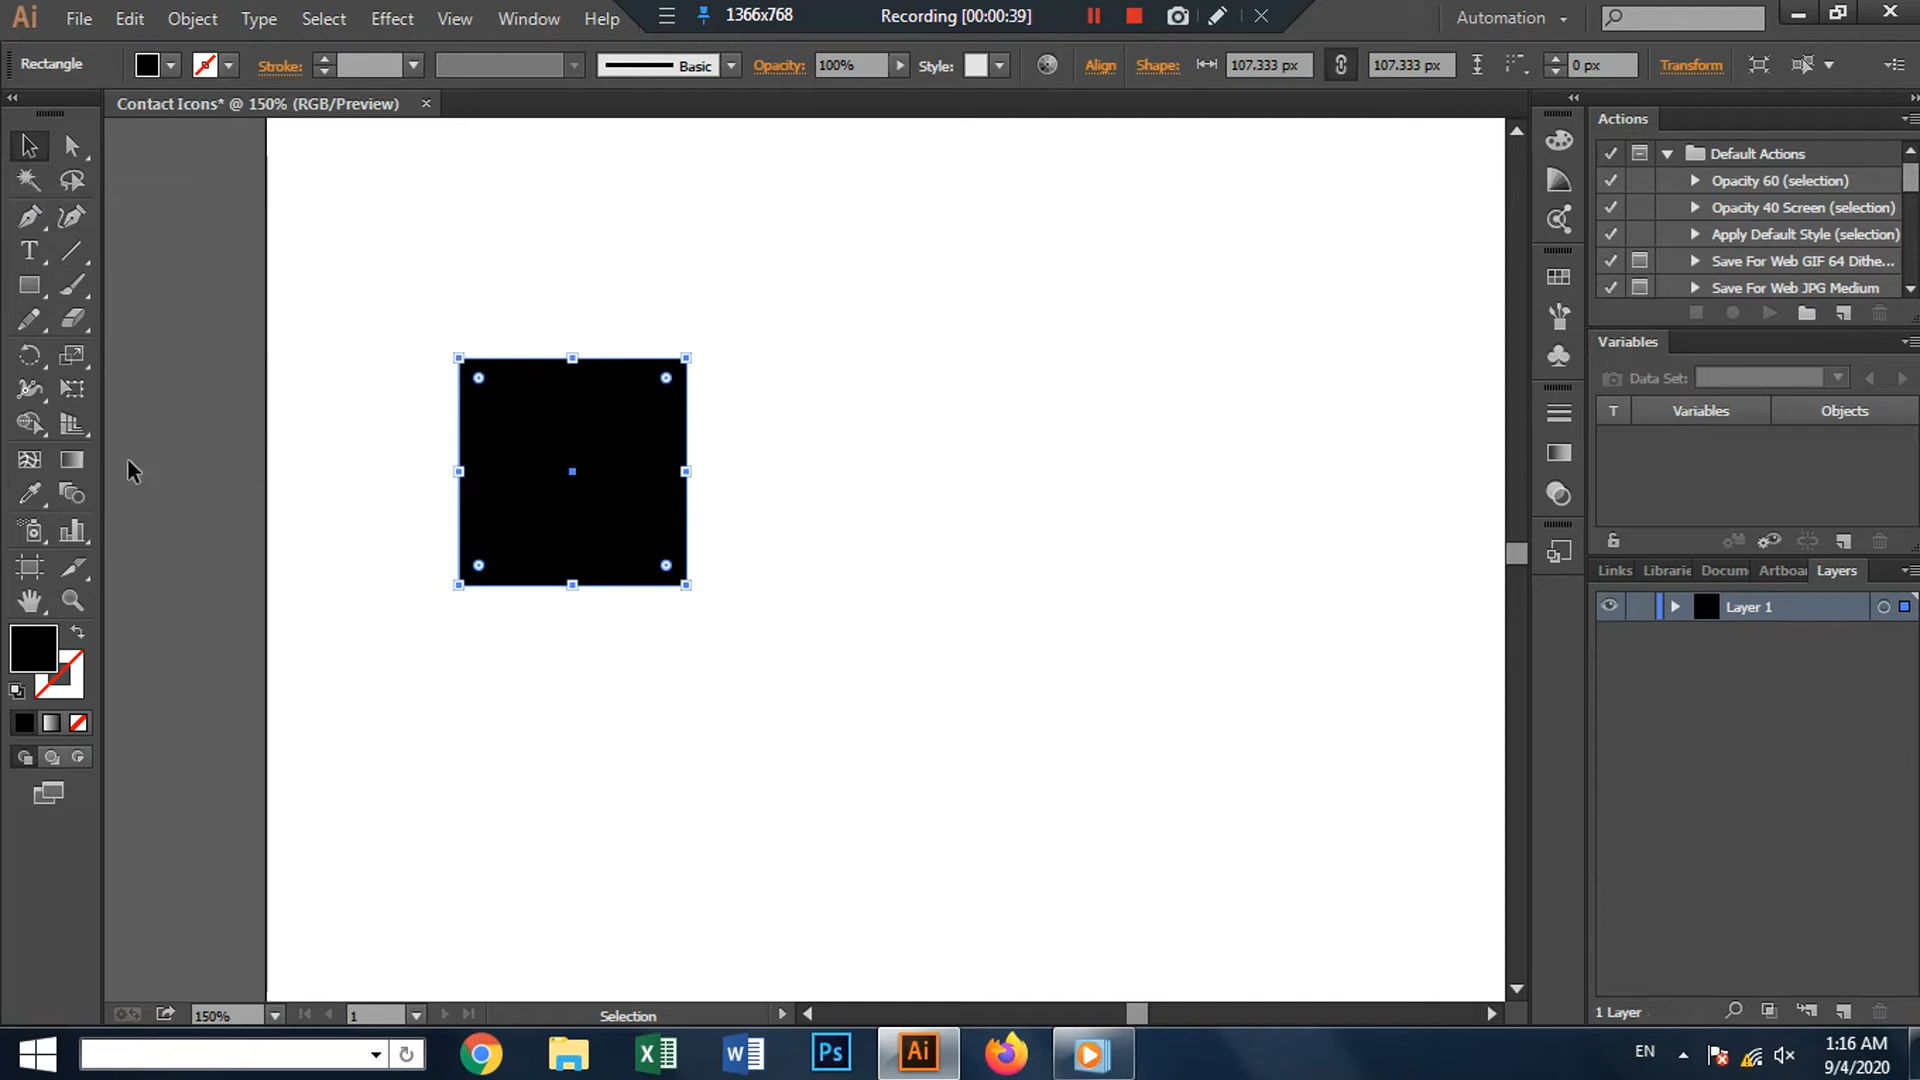 Ai File Edit Object Type Select Effect View Window Help
1366x768 Recording [00:00:39]
Automation
Rectangle Stroke: Basic Opacity: 100% Style: Align Shape: 107.333 px 107.333 px 0 px Transform
Contact Icons* @ 150% (RGB/Preview)
T
Actions
Default Actions
Opacity 60 (selection)
Opacity 40 Screen (selection)
Apply Default Style (selection)
Save For Web GIF 64 Dithe...
Save For Web JPG Medium
Variables
Data Set:
T Variables Objects
Links Librarie Docum Artboa Layers
Layer 1
1 Layer
150% 1 Selection
Ps Ai
EN 1:16 AM
9/4/2020